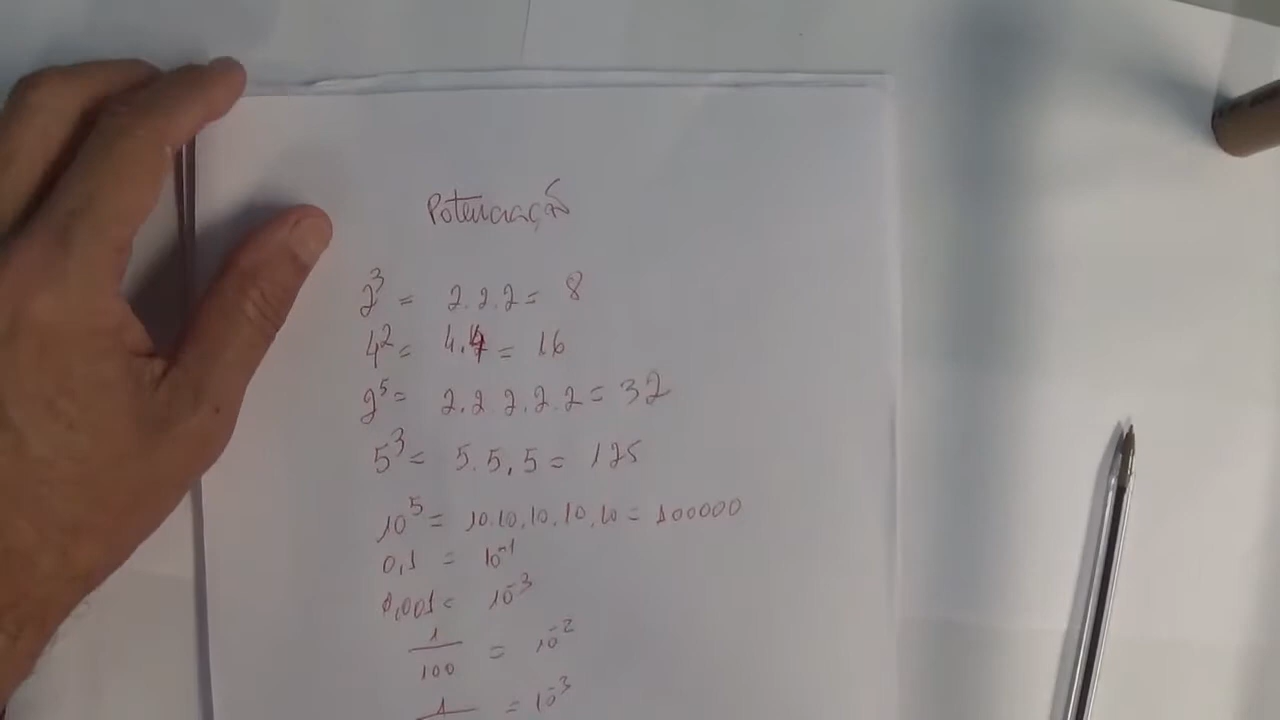 Potenciação
2³ = 2.2.2 = 8
4² = 4.4 = 16
2⁵ = 2.2.2.2.2 = 32
5³ = 5.5.5 = 125
10⁵ = 10.10.10.10.10 = 100000
0,1 = 10⁻¹
0,001 = 10⁻³
1/100 = 10⁻²
1 = 10⁻³